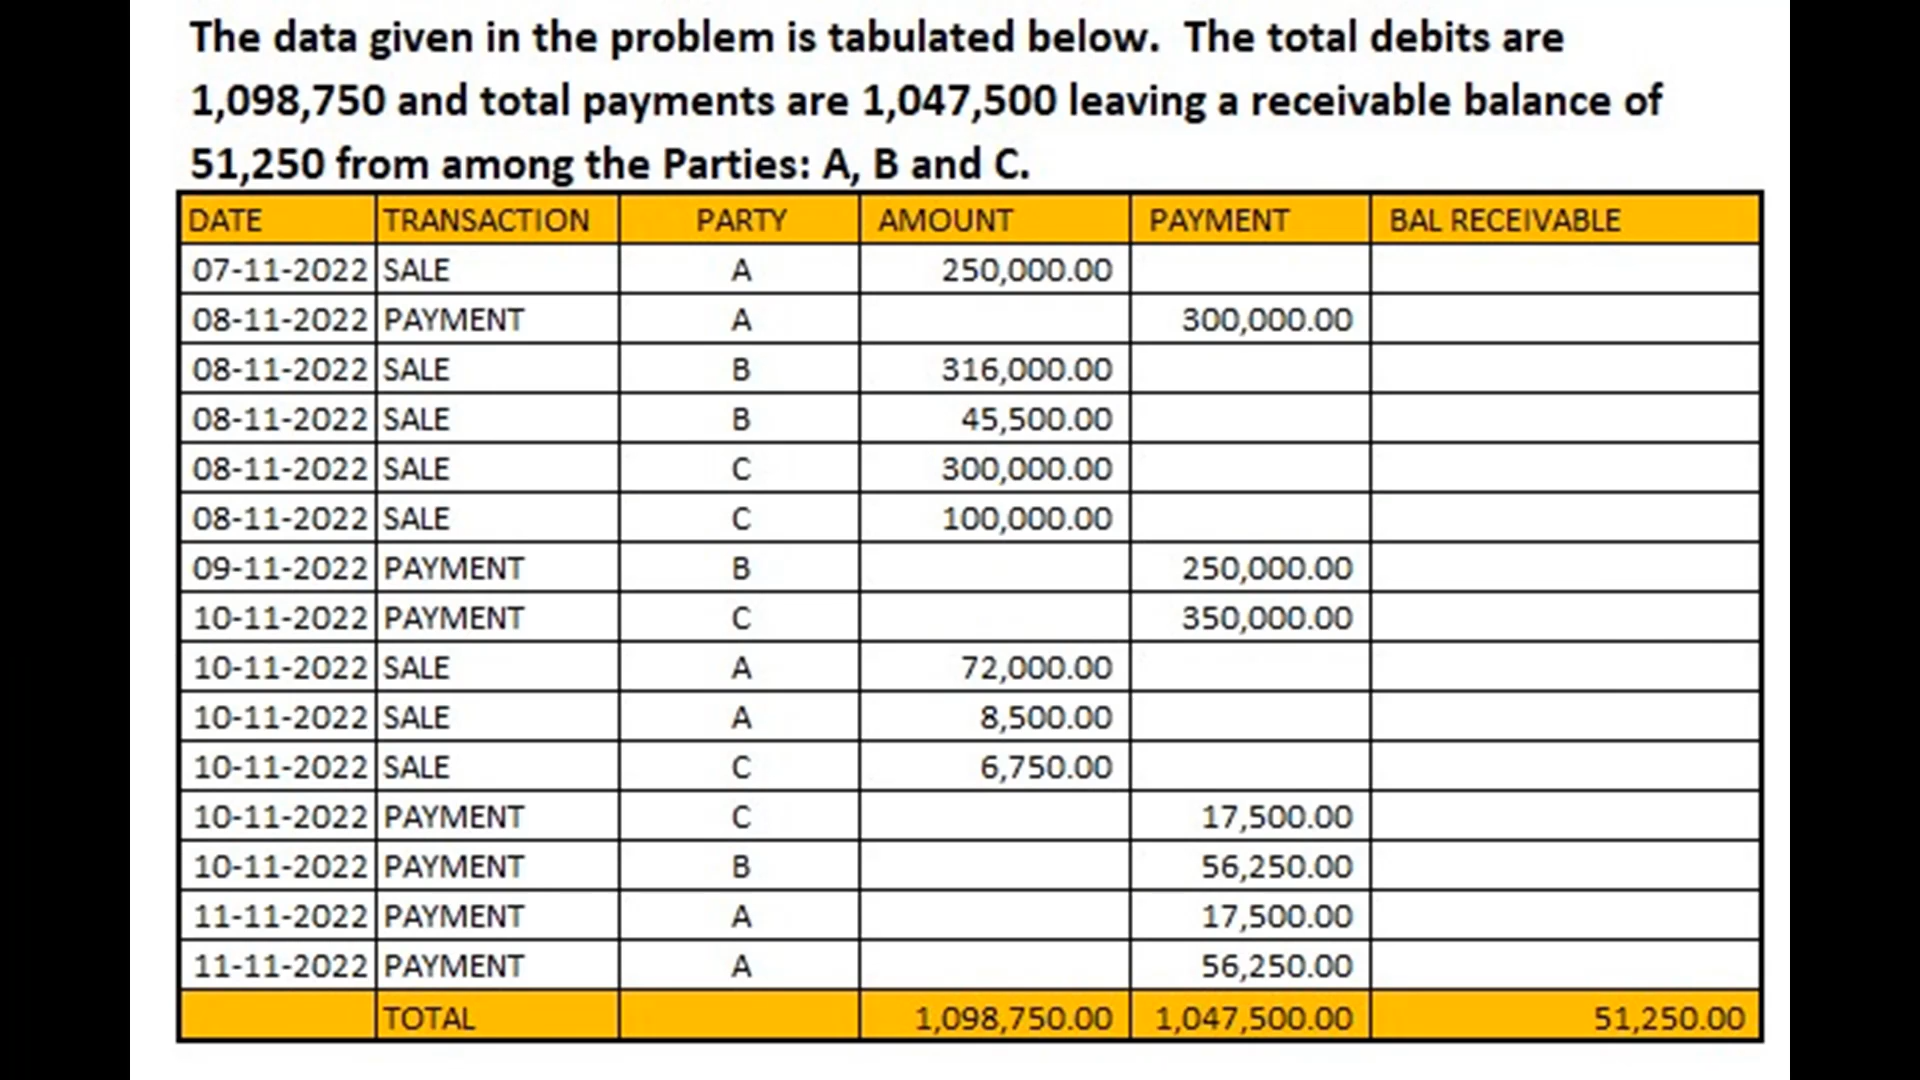 The data given in the problem is tabulated below. The total debits are
1,098,750 and total payments are 1,047,500 leaving a receivable balance of
51,250 from among the Parties: A, B and C.
DATE TRANSACTION PARTY AMOUNT PAYMENT BAL RECEIVABLE
07-11-2022 SALE A 250,000.00
08-11-2022 PAYMENT A 300,000.00
08-11-2022 SALE B 316,000.00
08-11-2022 SALE B 45,500.00
08-11-2022 SALE C 300,000.00
08-11-2022 SALE C 100,000.00
09-11-2022 PAYMENT B 250,000.00
10-11-2022 PAYMENT C 350,000.00
10-11-2022 SALE A 72,000.00
10-11-2022 SALE A 8,500.00
10-11-2022 SALE C 6,750.00
10-11-2022 PAYMENT C 17,500.00
10-11-2022 PAYMENT B 56,250.00
11-11-2022 PAYMENT A 17,500.00
11-11-2022 PAYMENT A 56,250.00
TOTAL 1,098,750.00 1,047,500.00 51,250.00